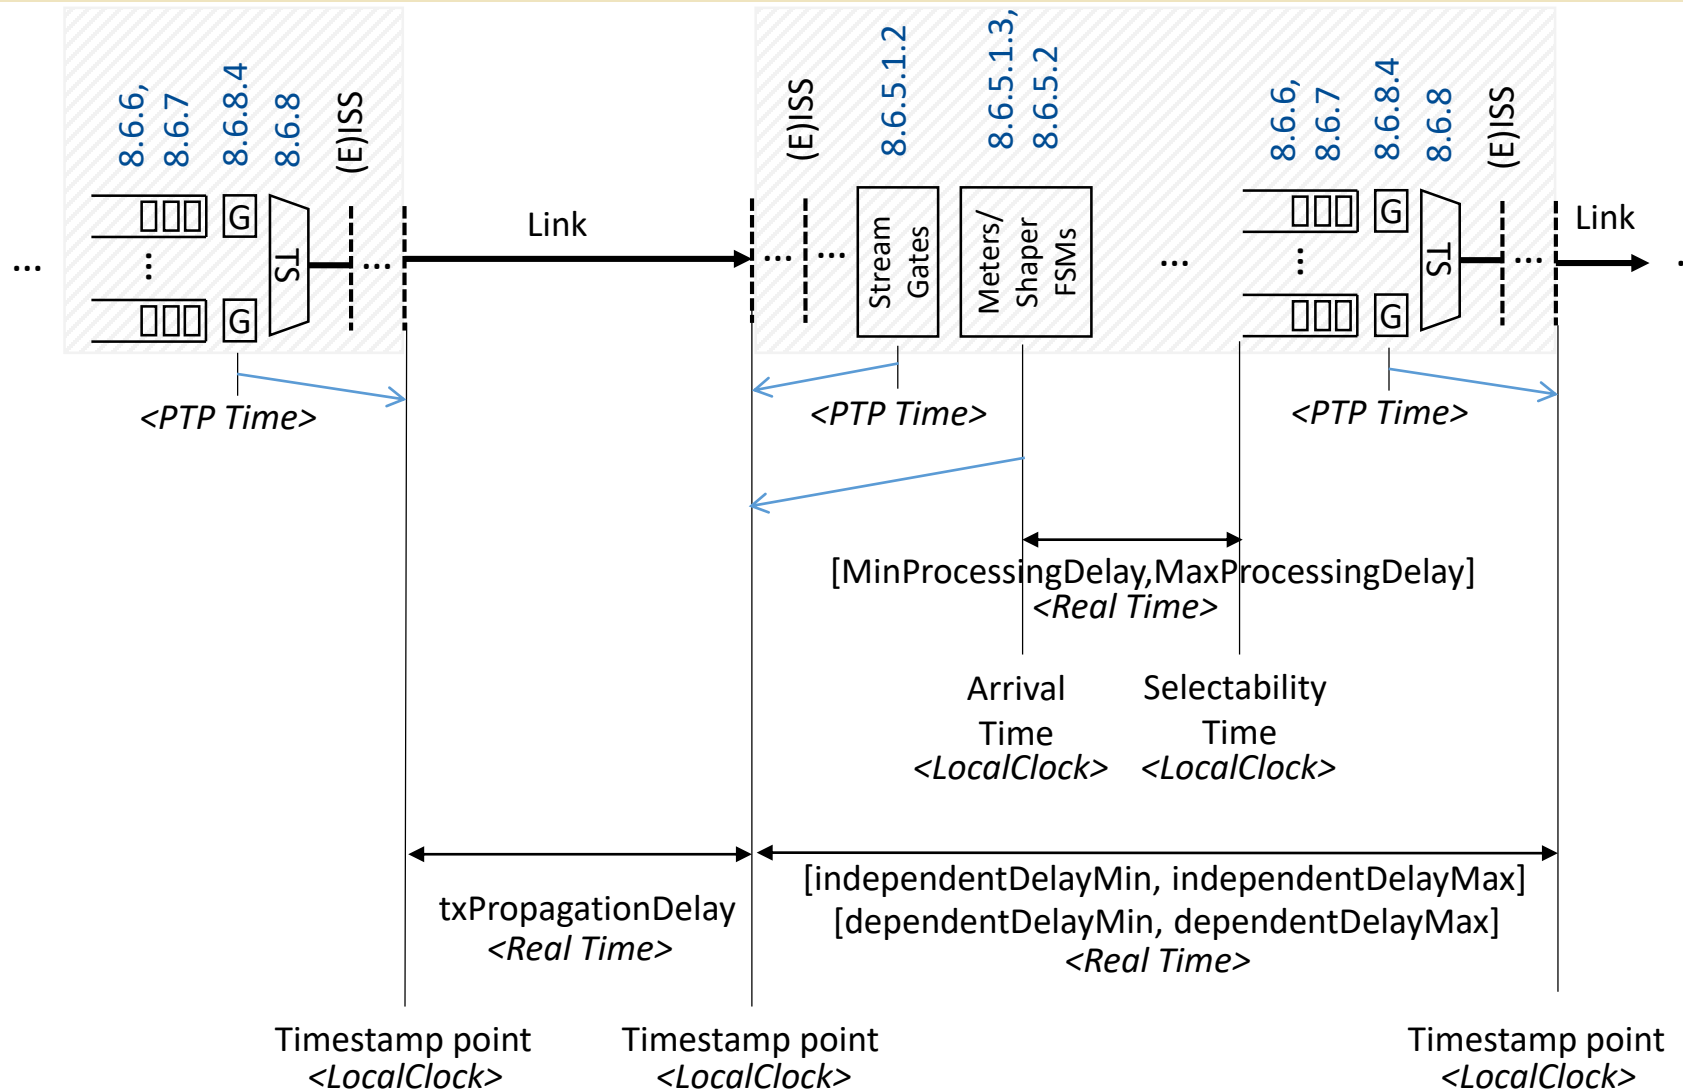 8.6.6,
8.6.7
8.6.8.4
8.6.8
(E)ISS
(E)ISS
8.6.5.1.2
8.6.5.1.3,
8.6.5.2
8.6.6,
8.6.7
8.6.8.4
8.6.8
(E)ISS
...
...
G
G
TS
...
Link
...
...
Stream
Gates
Meters/
Shaper
FSMs
...
...
G
G
TS
...
Link
<PTP Time>
<PTP Time>
<PTP Time>
[MinProcessingDelay,MaxProcessingDelay]
<Real Time>
Arrival
Time
<LocalClock>
Selectability
Time
<LocalClock>
txPropagationDelay
<Real Time>
[independentDelayMin, independentDelayMax]
[dependentDelayMin, dependentDelayMax]
<Real Time>
Timestamp point
<LocalClock>
Timestamp point
<LocalClock>
Timestamp point
<LocalClock>